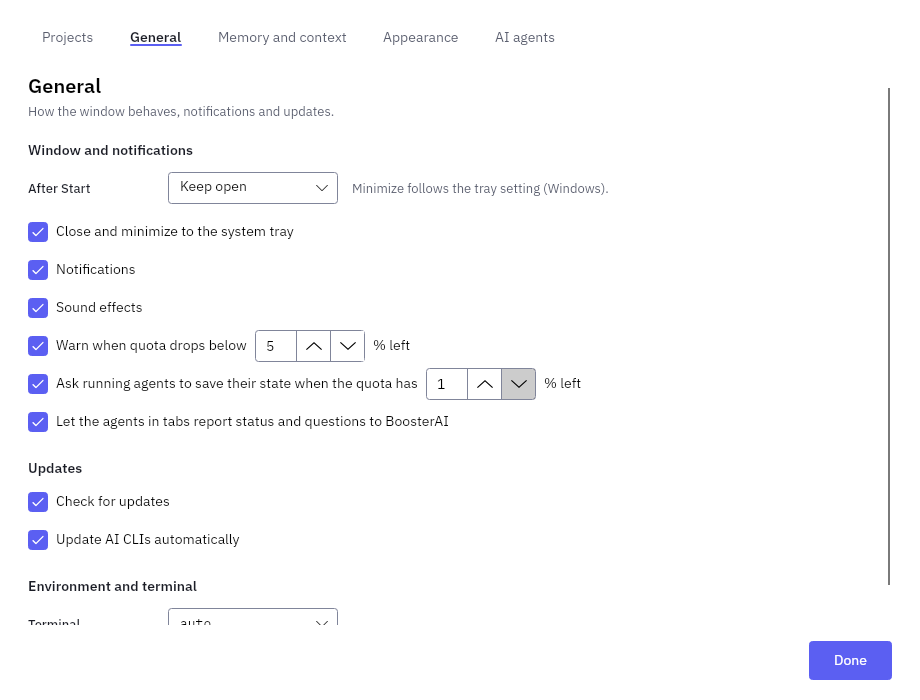 Projects General Memory and context Appearance AI agents
General
How the window behaves, notifications and updates.
Window and notifications
After Start Keep open Minimize follows the tray setting (Windows).
Close and minimize to the system tray
Notifications
Sound effects
Warn when quota drops below 5 % left
Ask running agents to save their state when the quota has 1 % left
Let the agents in tabs report status and questions to BoosterAI
Updates
Check for updates
Update AI CLIs automatically
Environment and terminal
Terminal auto
Done